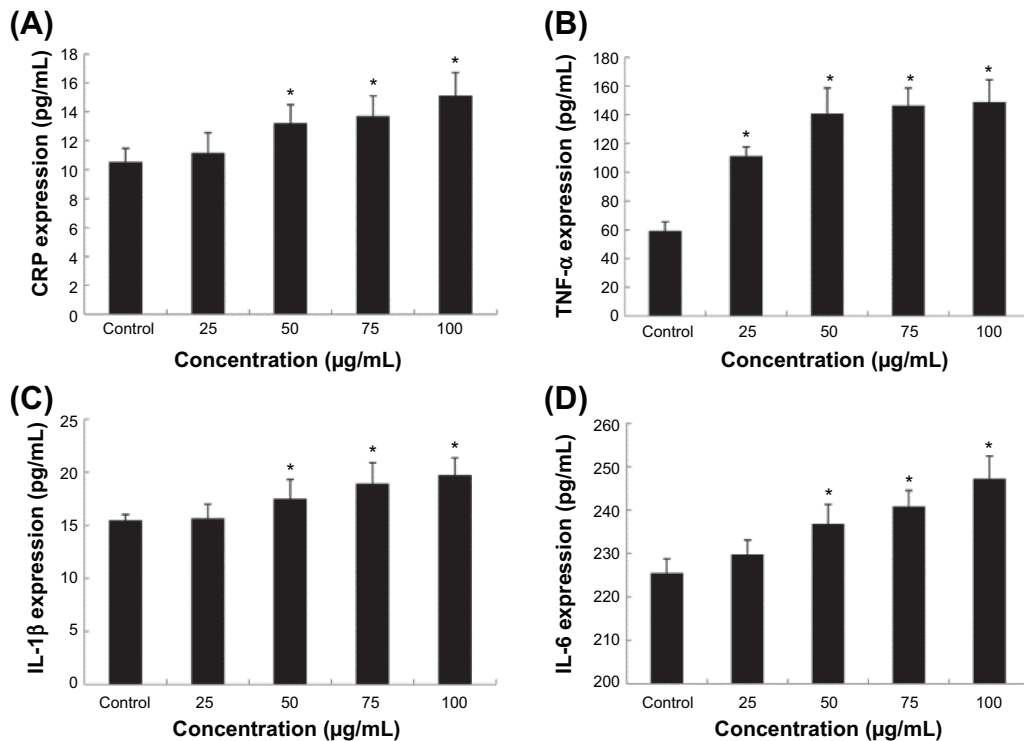 (A)
CRP expression (pg/mL)
18
16
14
12
10
8
6
4
2
0
* * *
Control 25 50 75 100
Concentration (µg/mL)
(B)
TNF-α expression (pg/mL)
180
160
140
120
100
80
60
40
20
0
* * * *
Control 25 50 75 100
Concentration (µg/mL)
(C)
IL-1β expression (pg/mL)
25
20
15
10
5
0
* * *
Control 25 50 75 100
Concentration (µg/mL)
(D)
IL-6 expression (pg/mL)
260
250
240
230
220
210
200
* * *
Control 25 50 75 100
Concentration (µg/mL)